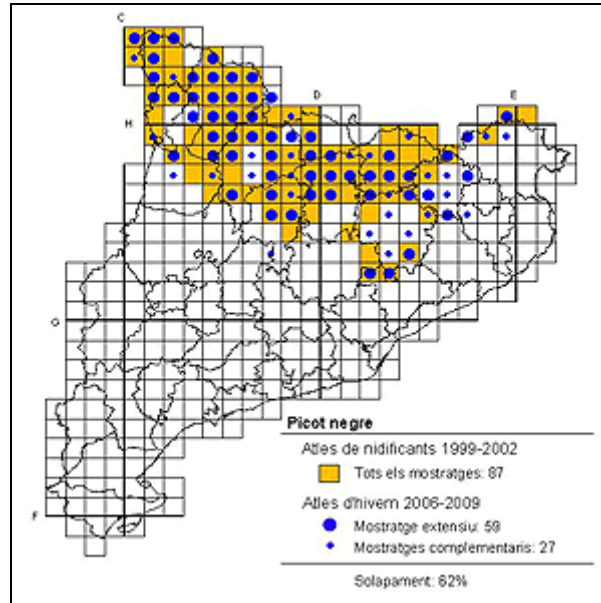 C
D
E
H
G
F
Picot negre
Atles de nidificants 1999-2002
Tots els mostratges: 87
Atles d'hivern 2006-2009
Mostratge extensiu: 59
Mostratges complementaris: 27
Solapament: 62%